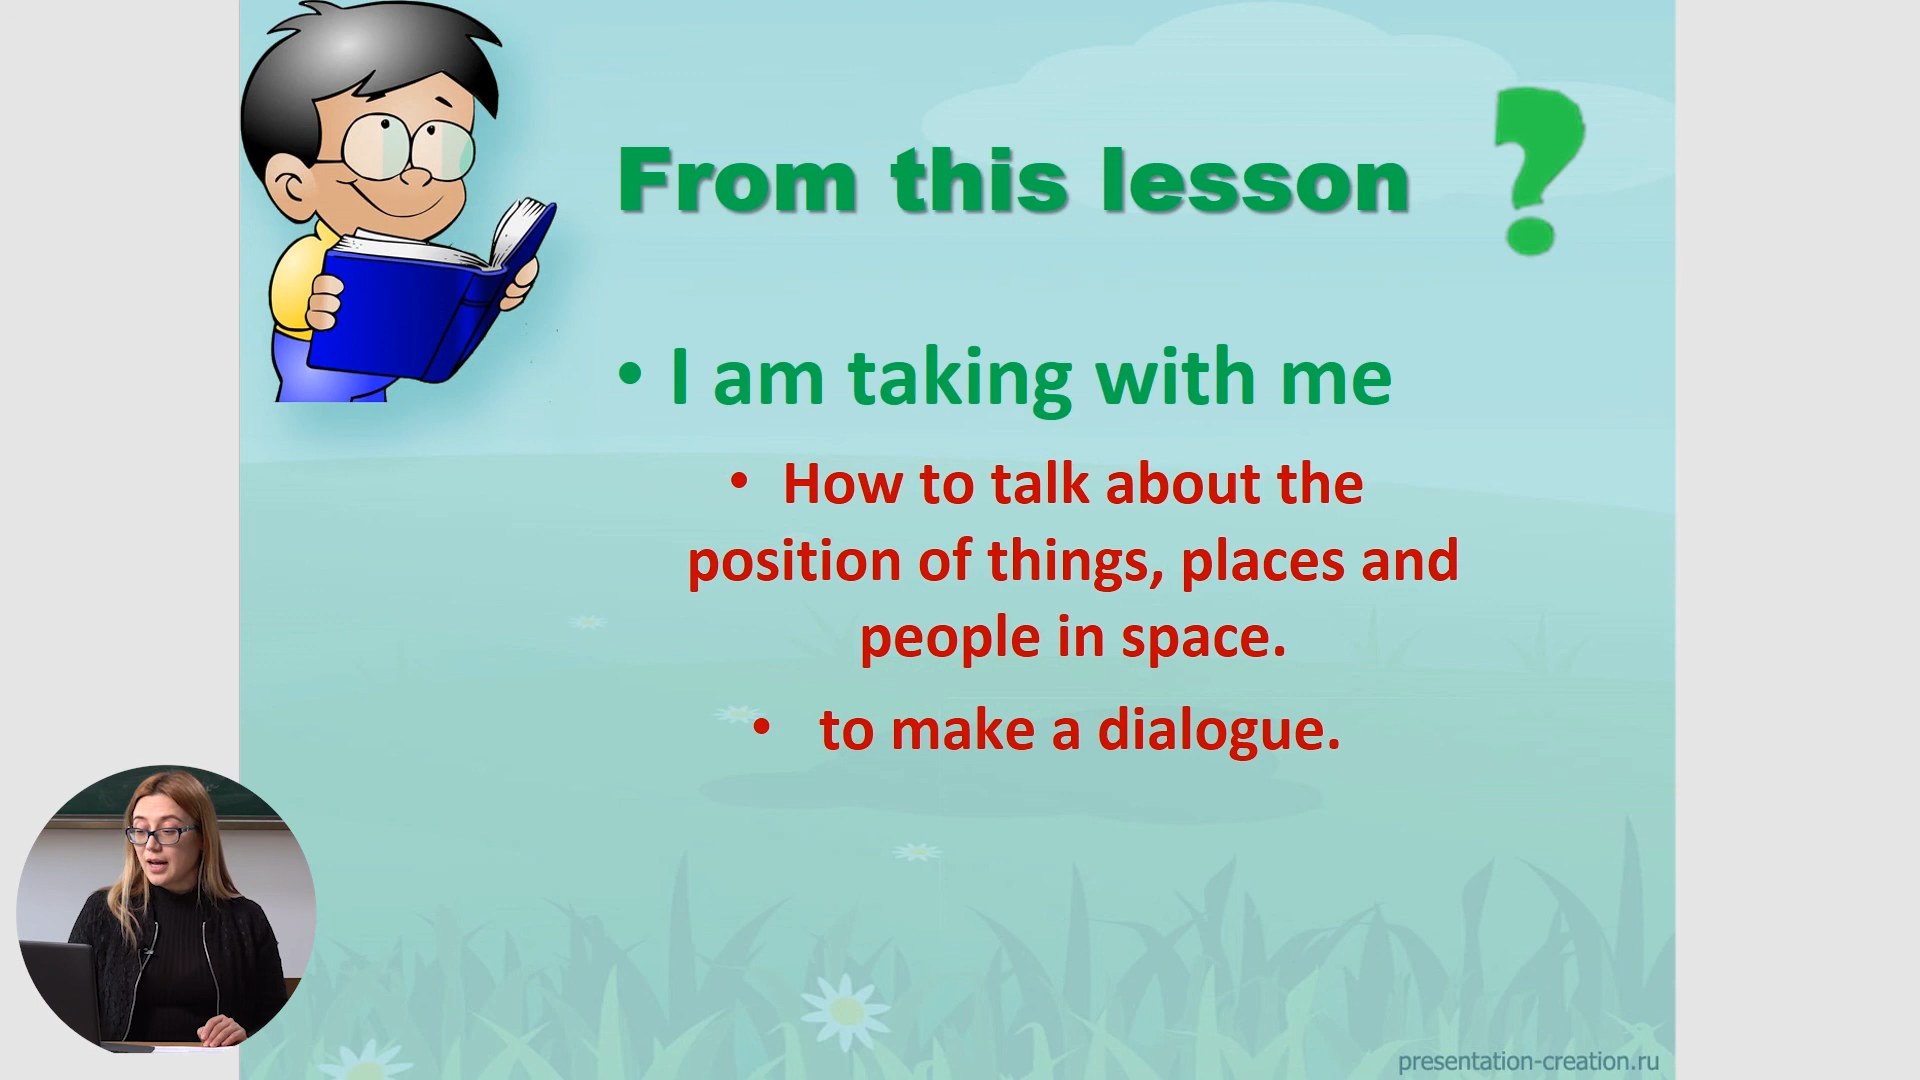 From this lesson ?
• I am taking with me
• How to talk about the
position of things, places and
people in space.
• to make a dialogue.
presentation-creation.ru